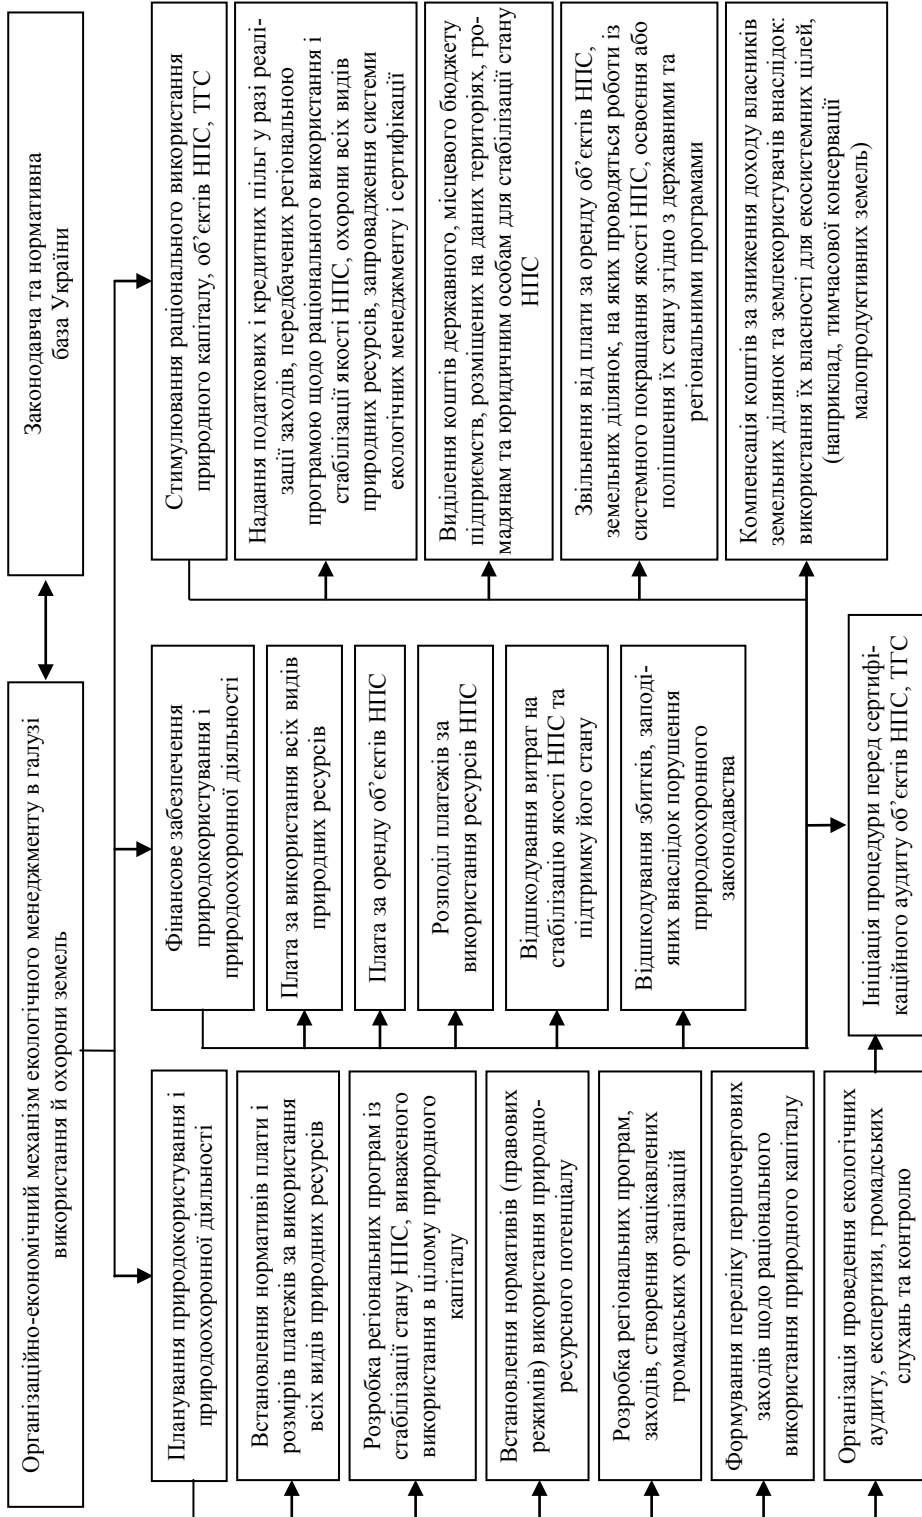 Організаційно-економічний механізм екологічного менеджменту в галузі
використання й охорони земель
Законодавча та нормативна
база України
Планування природокористування і
природоохоронної діяльності
Встановлення нормативів плати і
розмірів платежів за використання
всіх видів природних ресурсів
Розробка регіональних програм із
стабілізації стану НПС, виваженого
використання в цілому природного
капіталу
Встановлення нормативів (правових
режимів) використання природно-
ресурсного потенціалу
Розробка регіональних програм,
заходів, створення зацікавлених
громадських організацій
Формування переліку першочергових
заходів щодо раціонального
використання природного капіталу
Організація проведення екологічних
аудиту, експертизи, громадських
слухань та контролю
Фінансове забезпечення
природокористування і
природоохоронної діяльності
Плата за використання всіх видів
природних ресурсів
Плата за оренду об’єктів НПС
Розподіл платежів за
використання ресурсів НПС
Відшкодування витрат на
стабілізацію якості НПС та
підтримку його стану
Відшкодування збитків, заподі-
яних внаслідок порушення
природоохоронного
законодавства
Стимулювання раціонального використання
природного капіталу, об’єктів НПС, ТГС
Надання податкових і кредитних пільг у разі реалі-
зації заходів, передбачених регіональною
програмою щодо раціонального використання і
стабілізації якості НПС, охорони всіх видів
природних ресурсів, запровадження системи
екологічних менеджменту і сертифікації
Виділення коштів державного, місцевого бюджету
підприємств, розміщених на даних територіях, гро-
мадянам та юридичним особам для стабілізації стану
НПС
Звільнення від плати за оренду об’єктів НПС,
земельних ділянок, на яких проводяться роботи із
системного покращання якості НПС, освоєння або
поліпшення їх стану згідно з державними та
регіональними програмами
Компенсація коштів за зниження доходу власників
земельних ділянок та землекористувачів внаслідок:
використання їх власності для екосистемних цілей,
(наприклад, тимчасової консервації
малопродуктивних земель)
Ініціація процедури перед сертифі-
каційного аудиту об’єктів НПС, ТГС